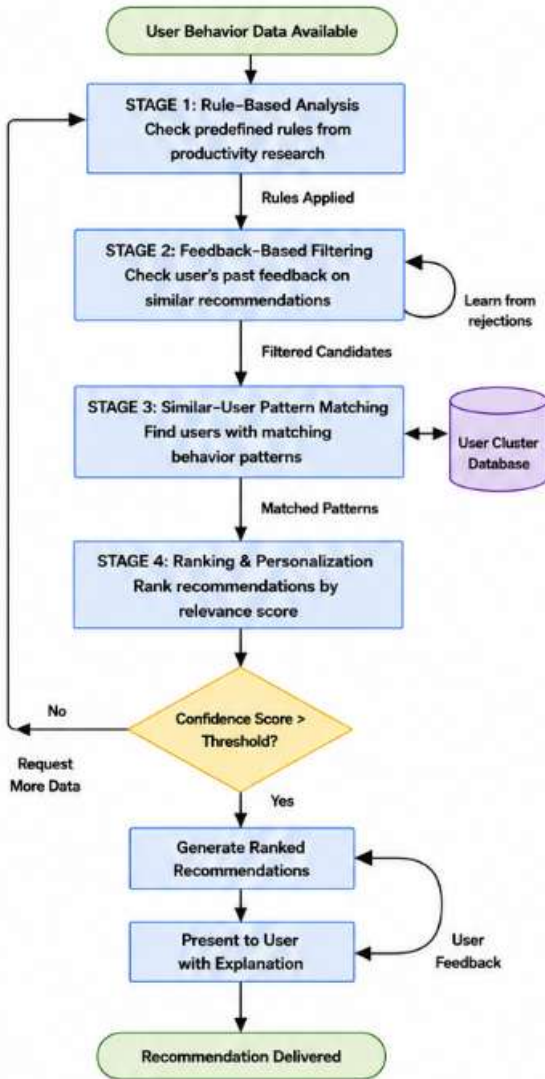 User Behavior Data Available
STAGE 1: Rule-Based Analysis
Check predefined rules from
productivity research
Rules Applied
STAGE 2: Feedback-Based Filtering
Check user's past feedback on
similar recommendations
Learn from
rejections
Filtered Candidates
STAGE 3: Similar-User Pattern Matching
Find users with matching
behavior patterns
User Cluster
Database
Matched Patterns
STAGE 4: Ranking & Personalization
Rank recommendations by
relevance score
Confidence Score >
Threshold?
No
Request
More Data
Yes
Generate Ranked
Recommendations
Present to User
with Explanation
User
Feedback
Recommendation Delivered